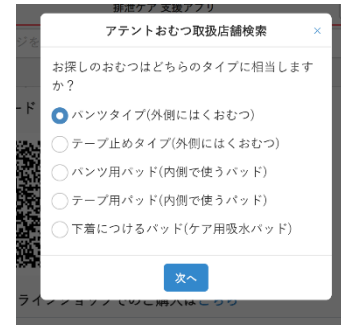 排泄ケア 支援アプリ
アテントおむつ取扱店舗検索
×
お探しのおむつはどちらのタイプに相当します
か？
パンツタイプ(外側にはくおむつ)
テープ止めタイプ(外側にはくおむつ)
パンツ用パッド(内側で使うパッド)
テープ用パッド(内側で使うパッド)
下着につけるパッド(ケア用吸水パッド)
次へ
ラインショップでのご購入はこちら